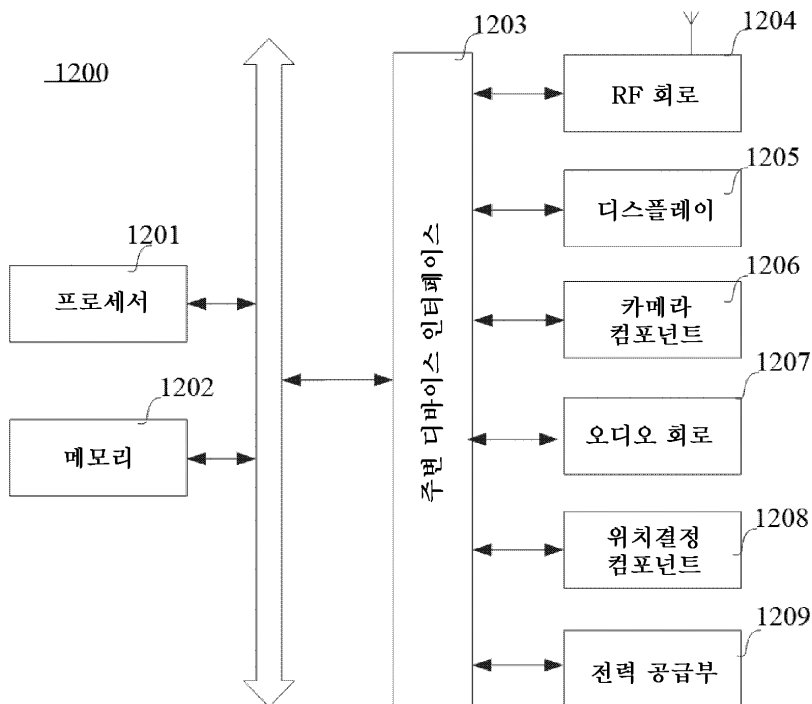 1200
1201
프로세서
1202
메모리
1203
주변 디바이스 인터페이스
1204
RF 회로
1205
디스플레이
1206
카메라
컴포넌트
1207
오디오 회로
1208
위치결정
컴포넌트
1209
전력 공급부